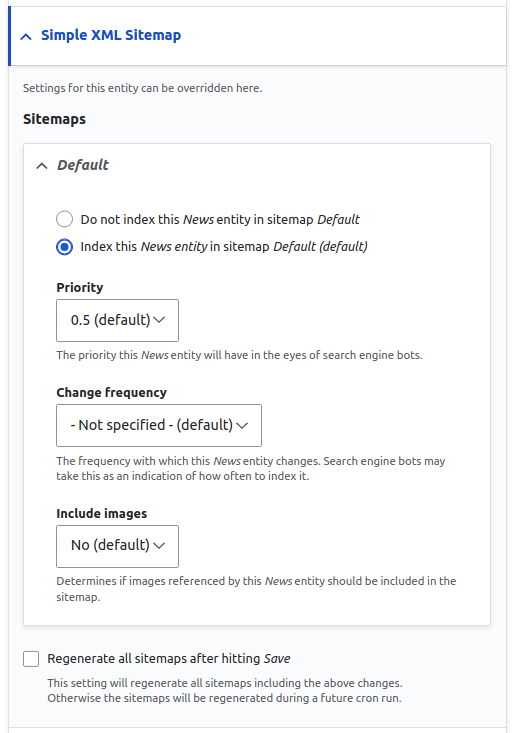 Simple XML Sitemap
Settings for this entity can be overridden here.
Sitemaps
Default
Do not index this News entity in sitemap Default
Index this News entity in sitemap Default (default)
Priority
0.5 (default)
The priority this News entity will have in the eyes of search engine bots.
Change frequency
- Not specified - (default)
The frequency with which this News entity changes. Search engine bots may
take this as an indication of how often to index it.
Include images
No (default)
Determines if images referenced by this News entity should be included in the
sitemap.
Regenerate all sitemaps after hitting Save
This setting will regenerate all sitemaps including the above changes.
Otherwise the sitemaps will be regenerated during a future cron run.